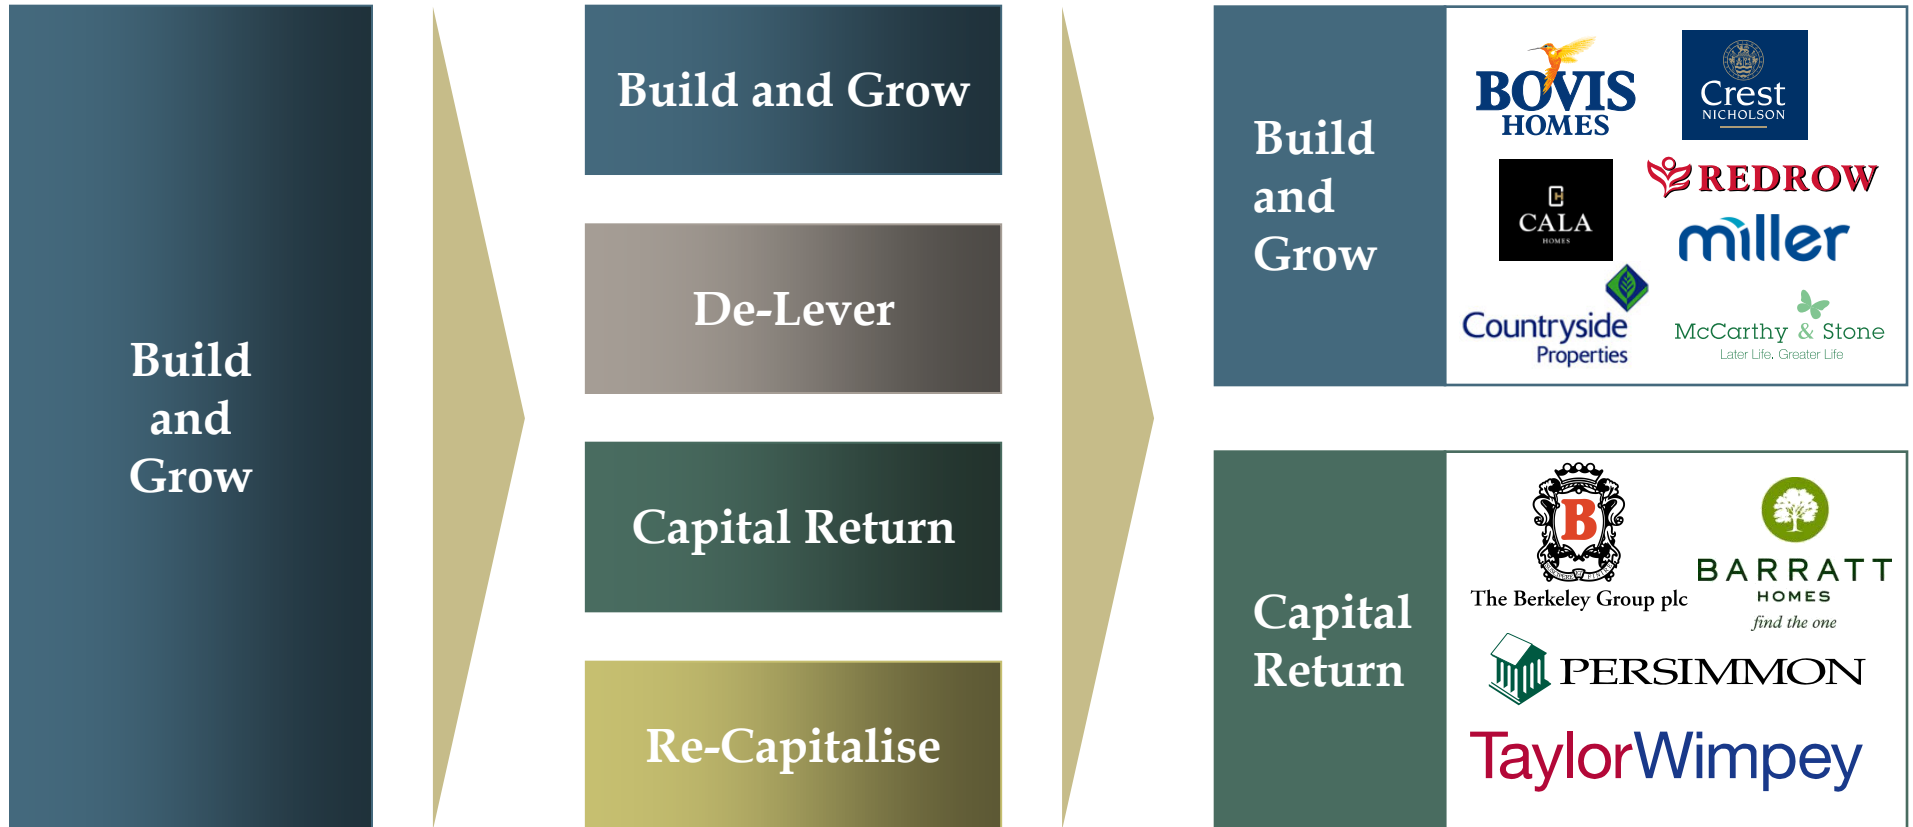 Build
and
Grow
Build and Grow
De-Lever
Capital Return
Re-Capitalise
Build
and
Grow
BOVIS
HOMES
Crest
NICHOLSON
CALA
HOMES
REDROW
miller
Countryside
Properties
McCarthy & Stone
Later Life. Greater Life
Capital
Return
B
The Berkeley Group plc
BARRATT
HOMES
find the one
PERSIMMON
TaylorWimpey